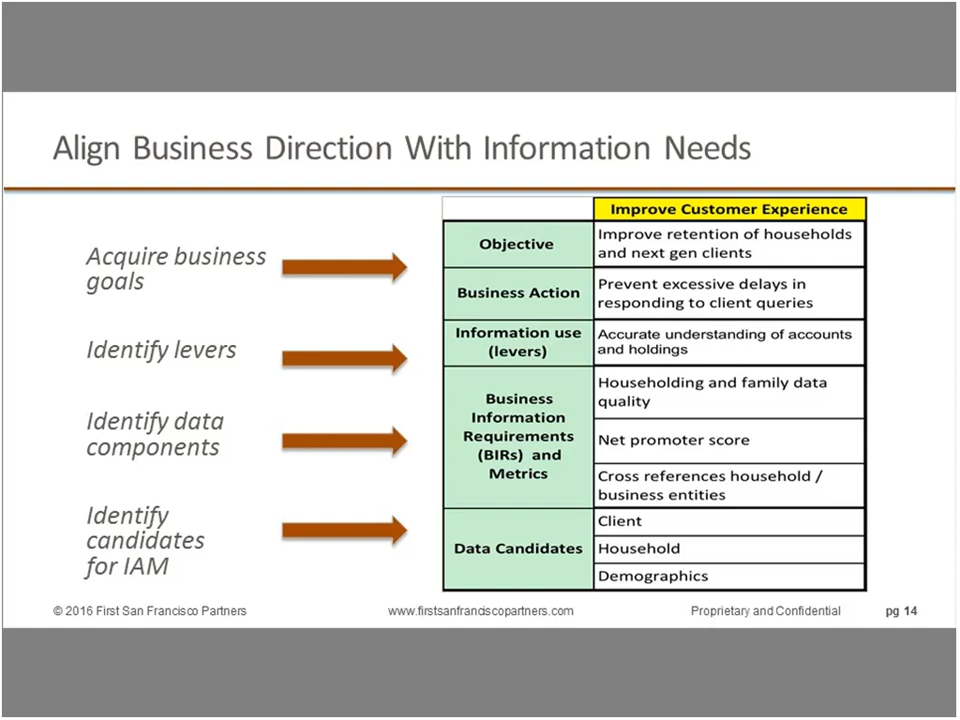 Align Business Direction With Information Needs
Acquire business
goals
Identify levers
Identify data
components
Identify
candidates
for IAM
Improve Customer Experience
Objective
Improve retention of households
and next gen clients
Business Action
Prevent excessive delays in
responding to client queries
Information use
(levers)
Accurate understanding of accounts
and holdings
Business
Information
Requirements
(BIRs) and
Metrics
Householding and family data
quality
Net promoter score
Cross references household /
business entities
Data Candidates
Client
Household
Demographics
© 2016 First San Francisco Partners
www.firstsanfranciscopartners.com
Proprietary and Confidential
pg 14